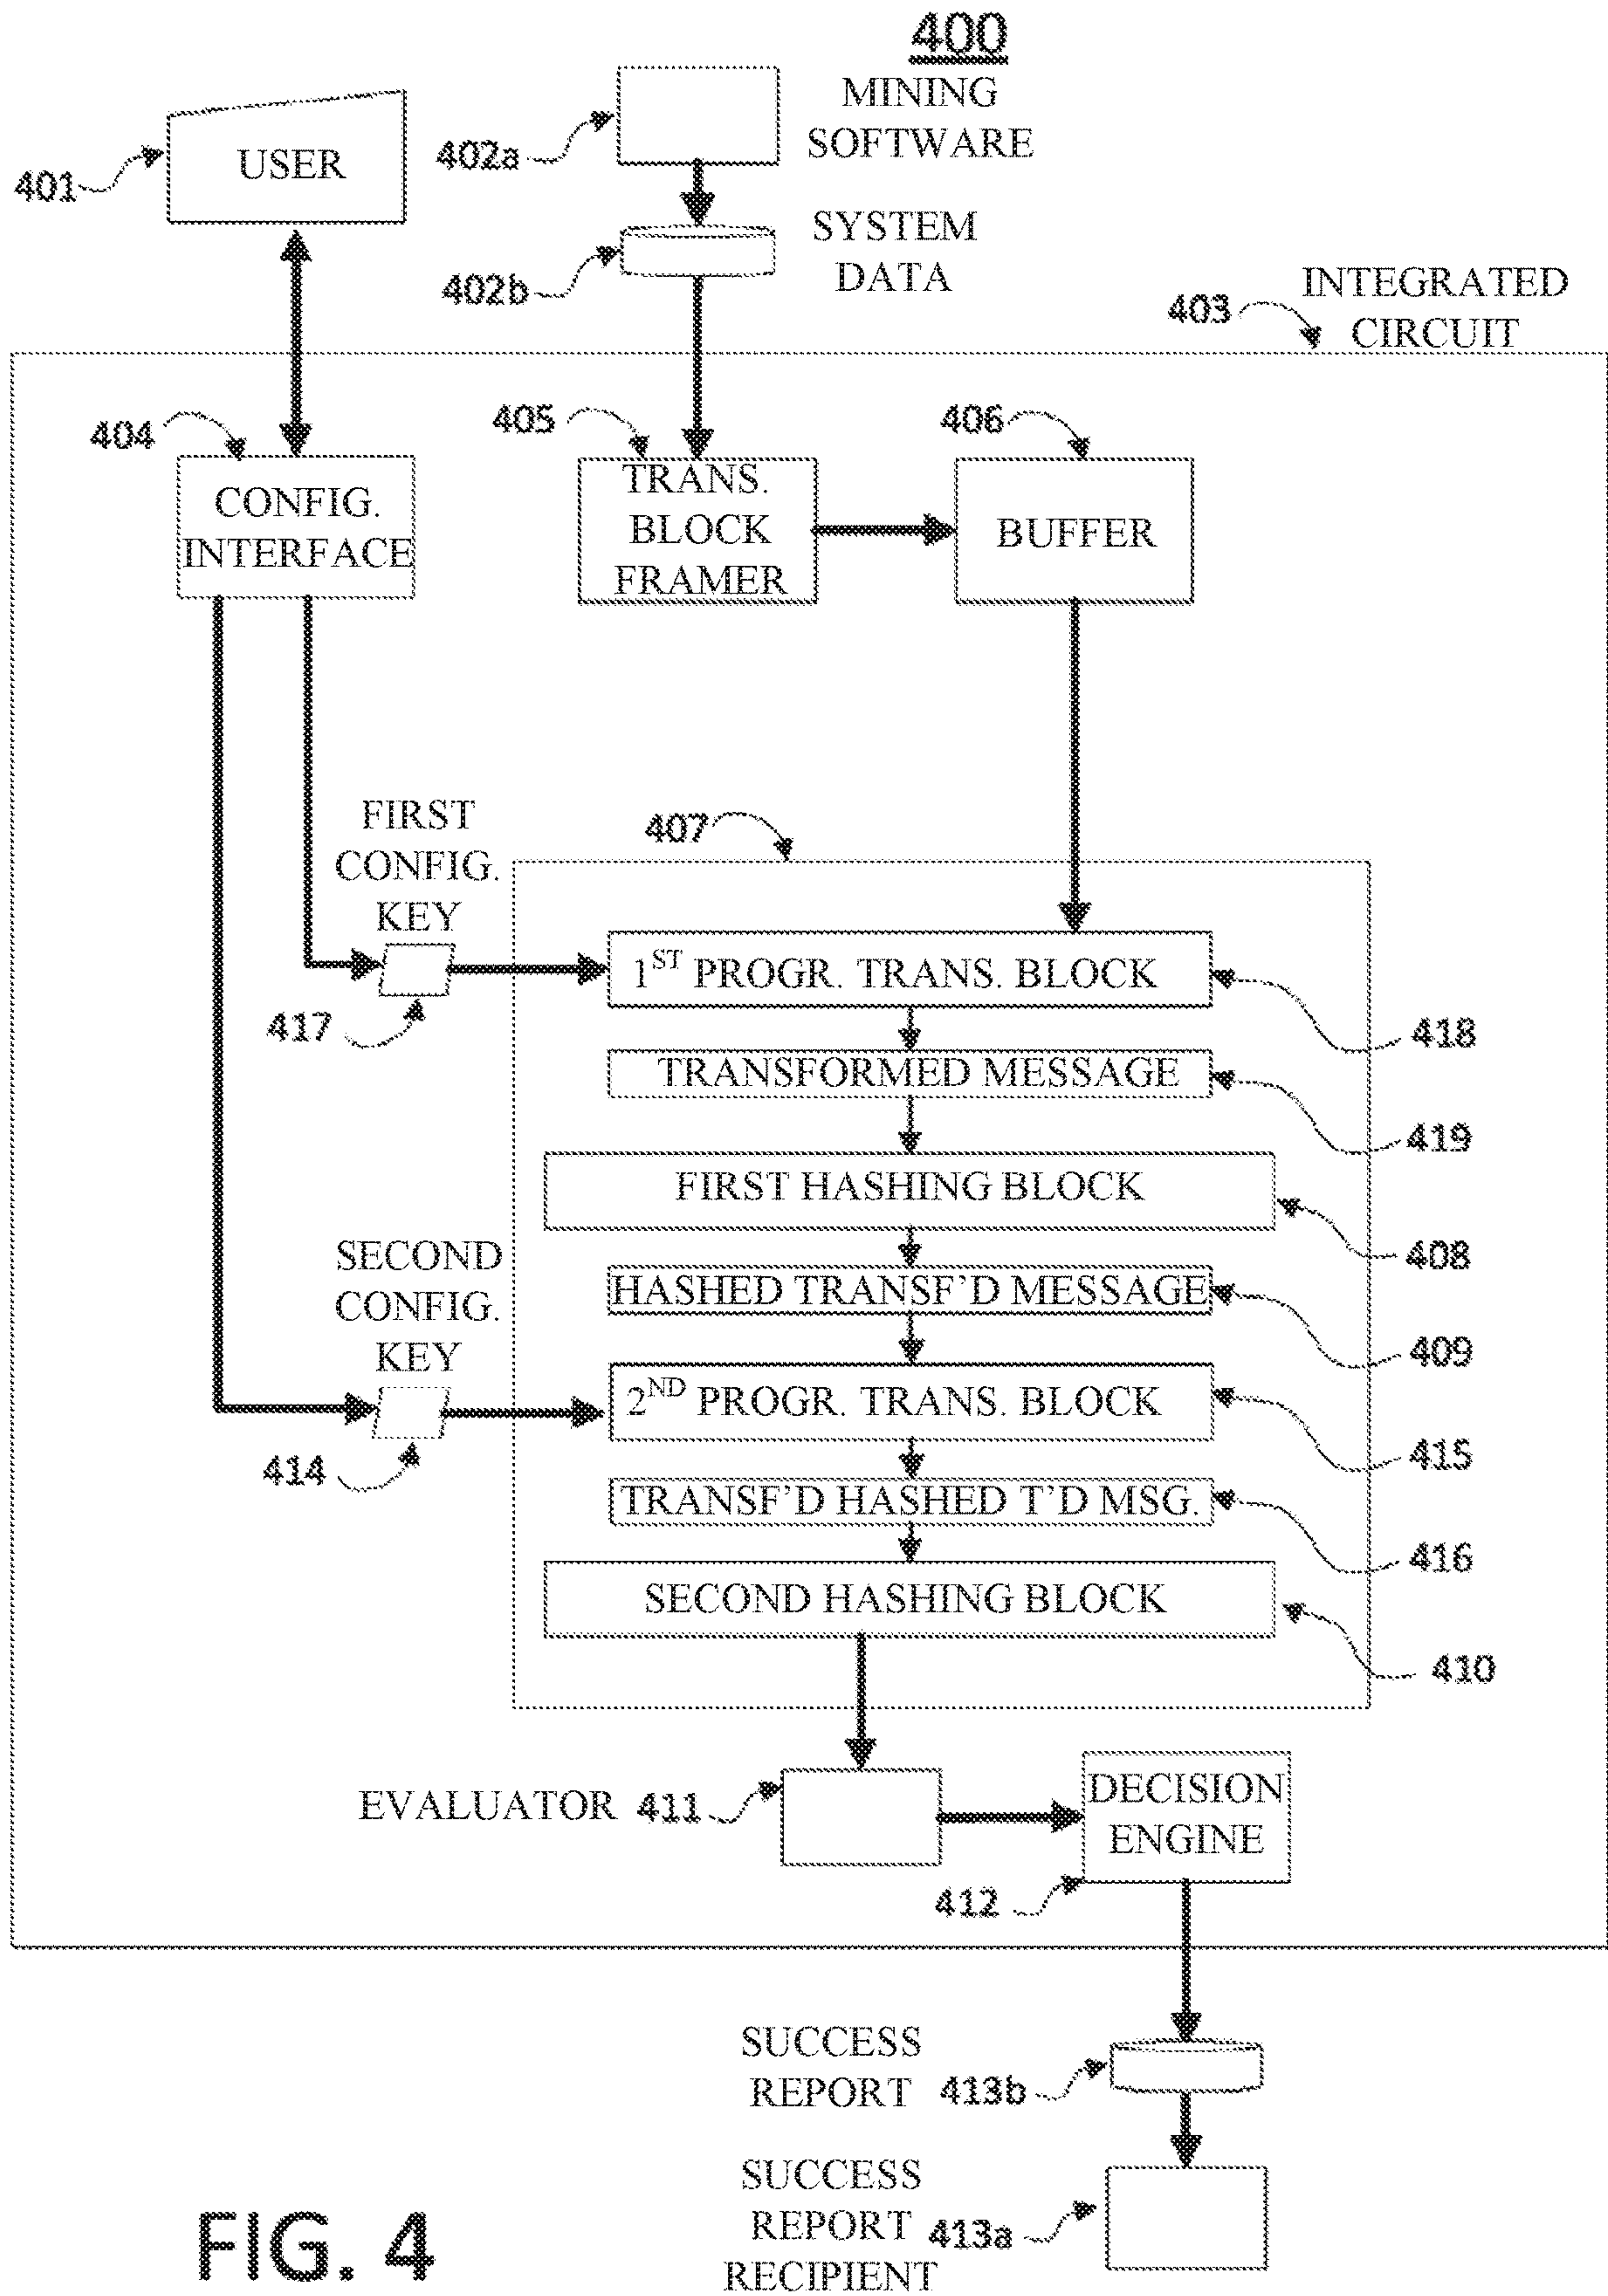 400
MINING
SOFTWARE
402a
USER
401
SYSTEM
DATA
402b
INTEGRATED
CIRCUIT
403
404
405
406
CONFIG.
INTERFACE
TRANS.
BLOCK
FRAMER
BUFFER
FIRST
CONFIG.
KEY
407
1ST PROGR. TRANS. BLOCK
417
418
TRANSFORMED MESSAGE
419
FIRST HASHING BLOCK
408
SECOND
CONFIG.
KEY
HASHED TRANSF'D MESSAGE
409
2ND PROGR. TRANS. BLOCK
414
415
TRANSF'D HASHED T'D MSG.
416
SECOND HASHING BLOCK
410
EVALUATOR 411
DECISION
ENGINE
412
SUCCESS
REPORT 413b
SUCCESS
REPORT 413a
RECIPIENT
FIG. 4